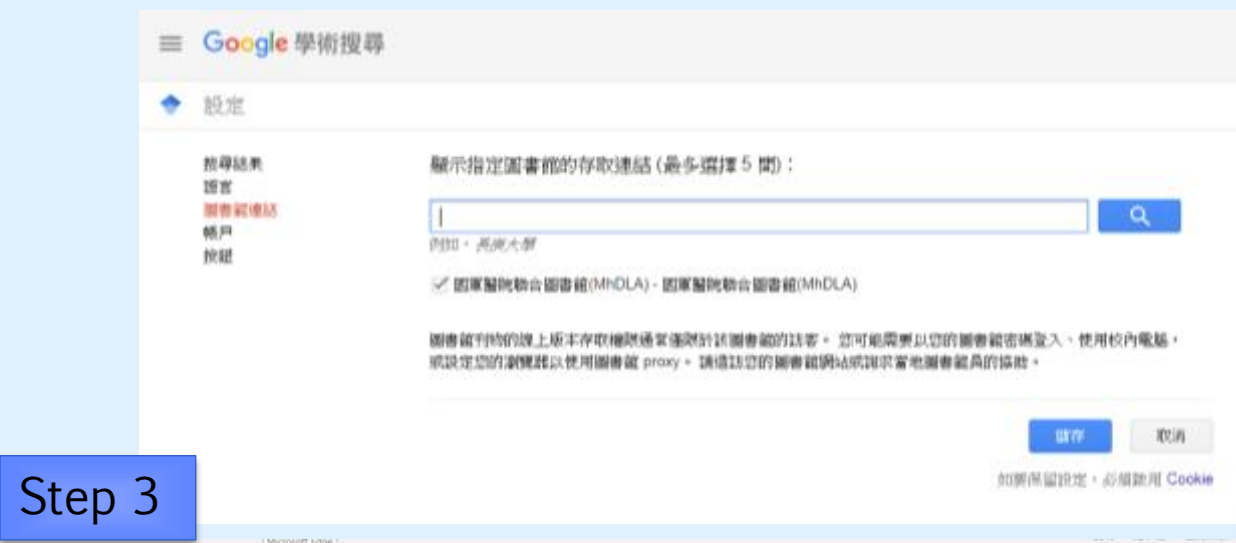 Google 學術搜尋
設定
搜尋結果
語言
圖書館連結
帳戶
按鈕
顯示指定圖書館的存取連結 (最多選擇 5 間)：
例如，長庚大學
國軍醫院聯合圖書館(MhDLA) - 國軍醫院聯合圖書館(MhDLA)
圖書館刊物的線上版本存取權限通常僅限於該圖書館的訪客。 您可能需要以您的圖書館密碼登入、使用校內電腦，
或設定您的瀏覽器以使用圖書館 proxy。 請造訪您的圖書館網站或請求當地圖書館員的協助。
儲存
取消
如要保留設定，必須啟用 Cookie
Step 3
Microsoft Edge